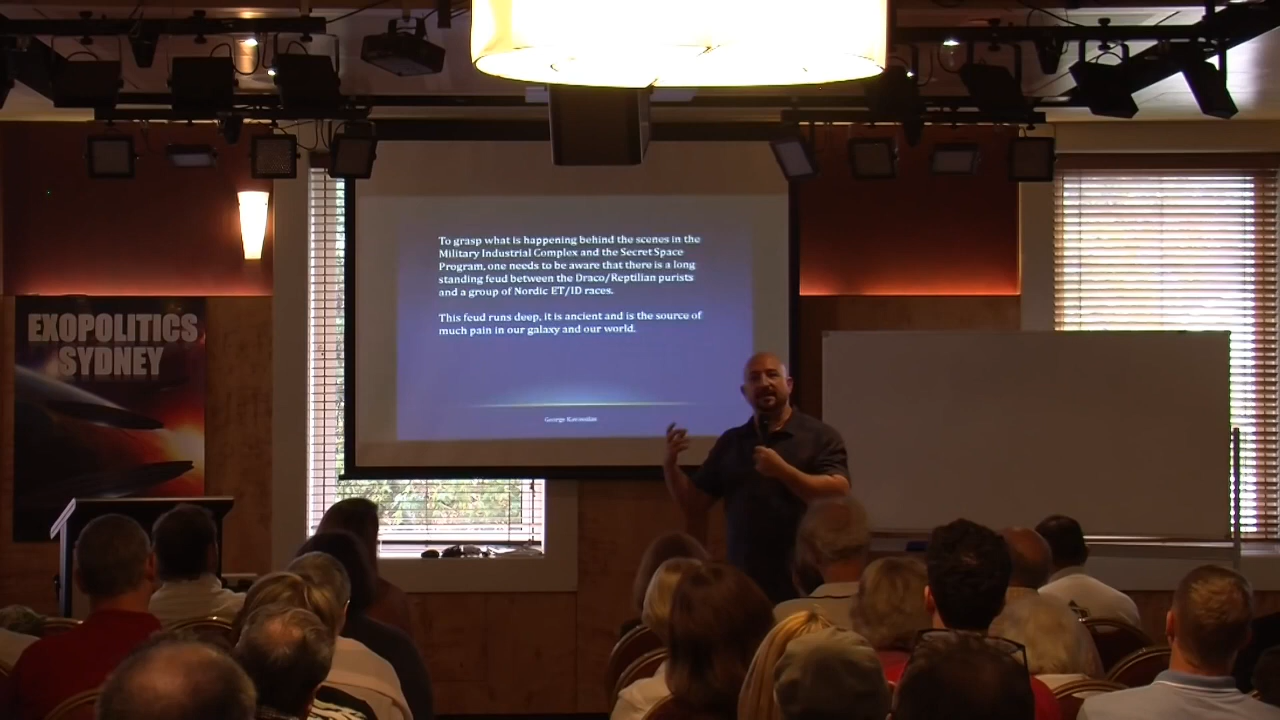 EXOPOLITICS
SYDNEY
To grasp what is happening behind the scenes in the
Military Industrial Complex and the Secret Space
Program, one needs to be aware that there is a long
standing feud between the Draco/Reptilian purists
and a group of Nordic ET/ID races.
This feud runs deep, it is ancient and is the source of
much pain in our galaxy and our world.
George